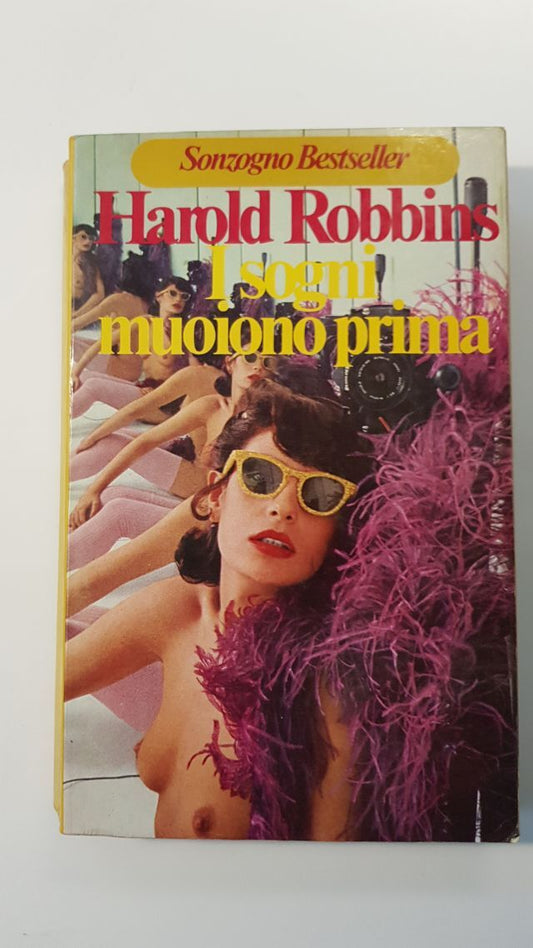 Sonzogno Bestseller
Harold Robbins
I sogni
muoiono prima